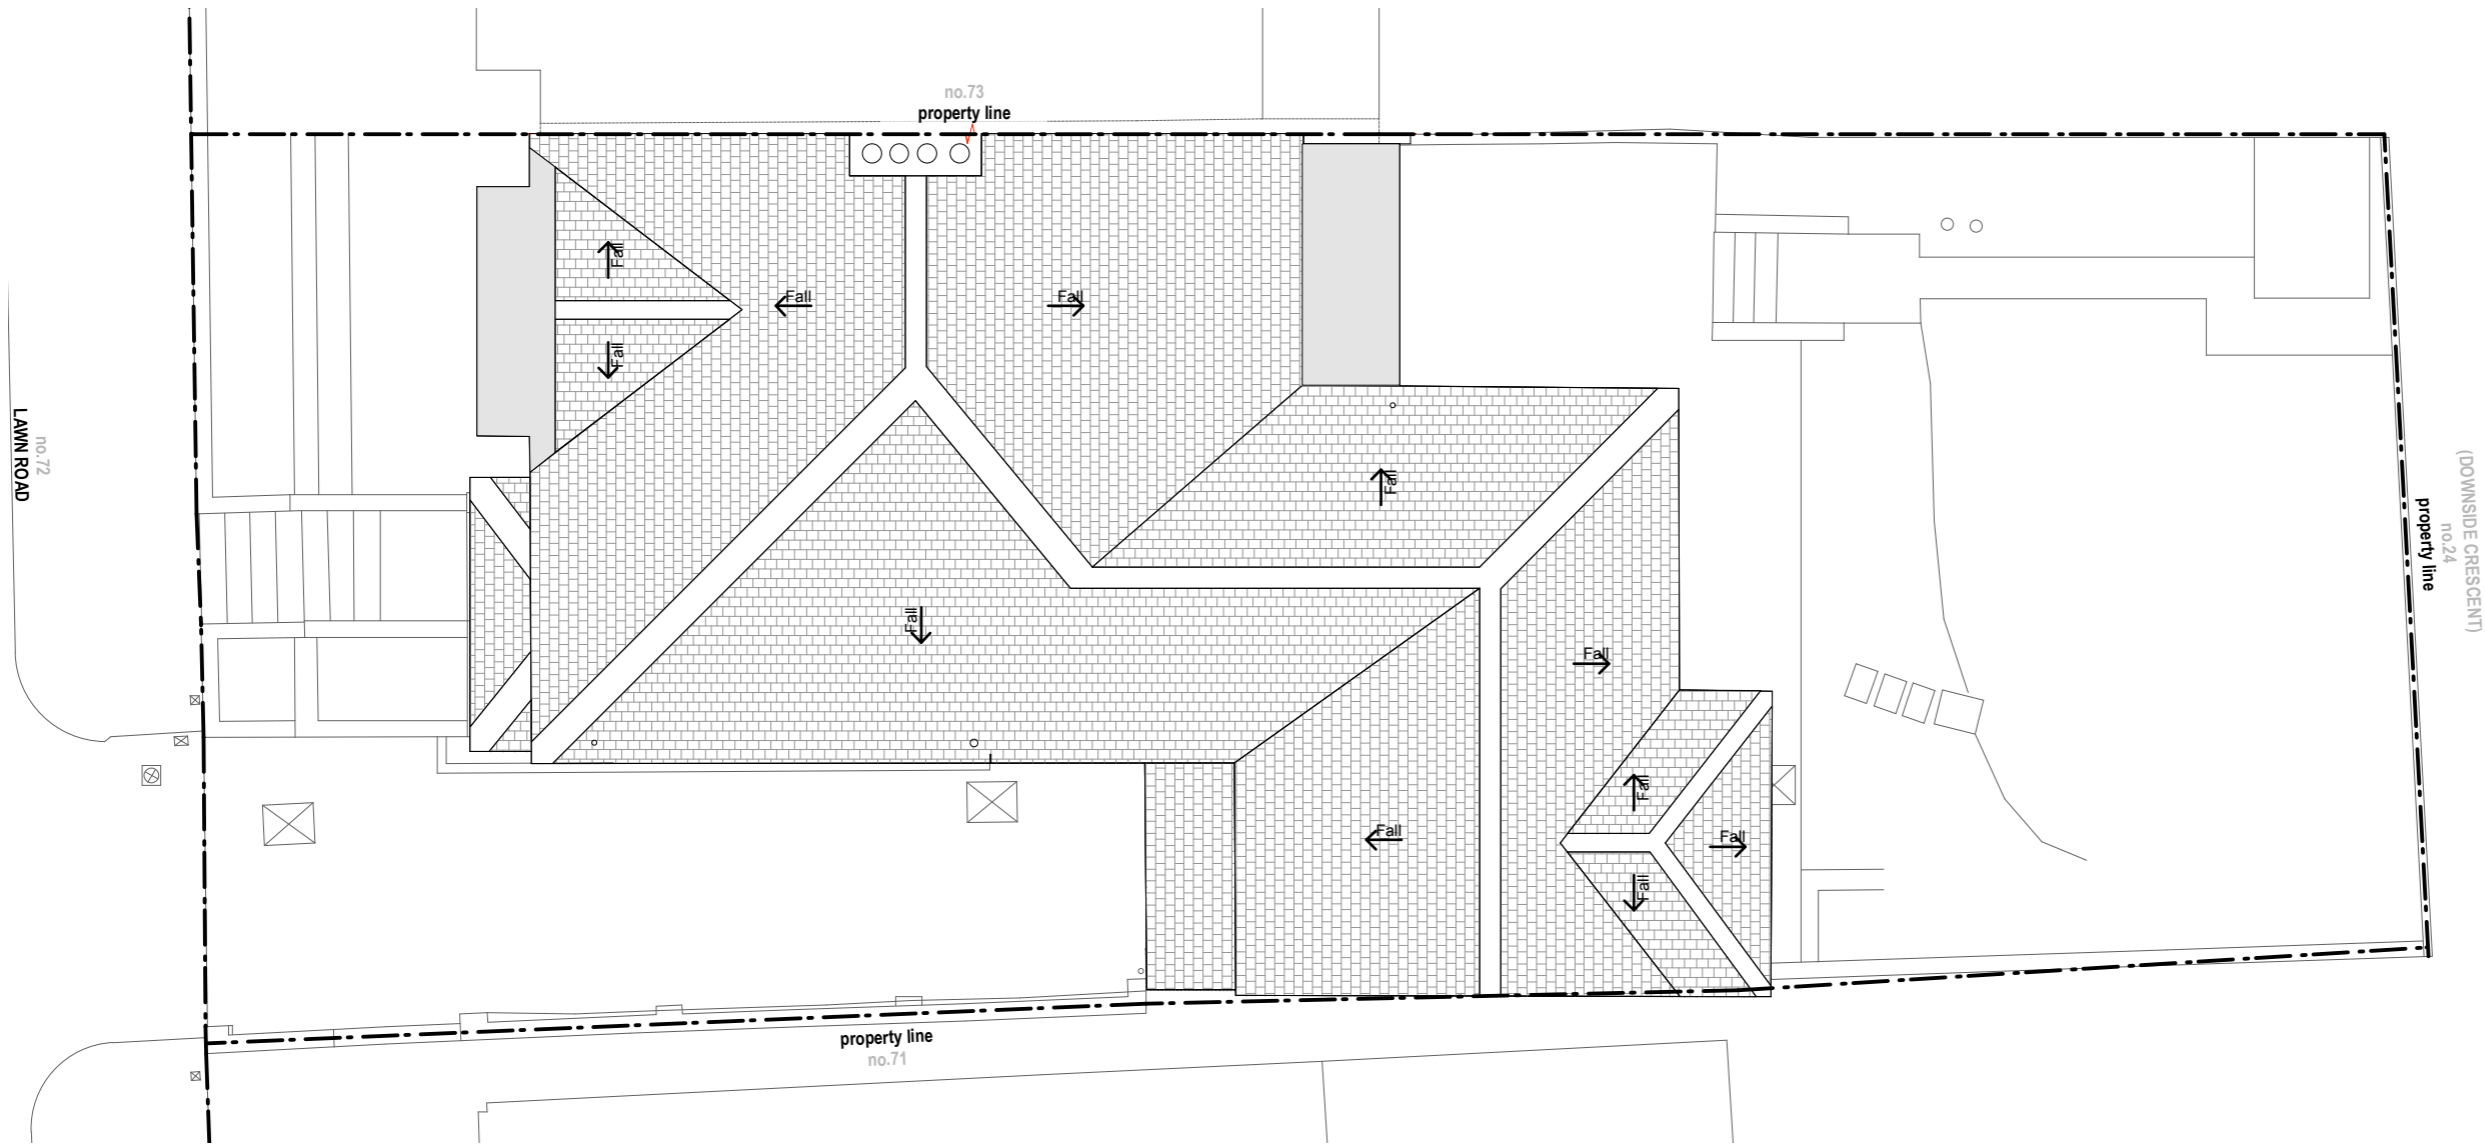 no.73
property line
Fall
Fall
Fall
Fall
LAWN ROAD
no.72
Fall
Fall
Fall
Fall
Fall
Fall
Fall
property line
no.24
(DOWNSIDE CRESCENT)
property line
no.71